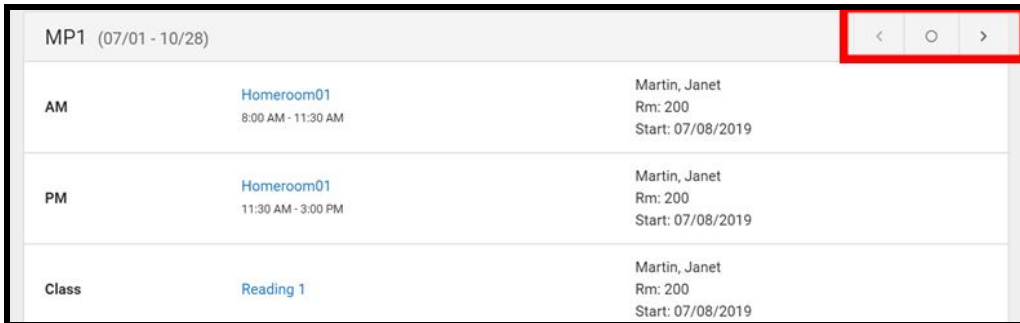 MP1 (07/01 - 10/28)
AM
Homeroom01
8:00 AM - 11:30 AM
Martin, Janet
Rm: 200
Start: 07/08/2019
PM
Homeroom01
11:30 AM - 3:00 PM
Martin, Janet
Rm: 200
Start: 07/08/2019
Class
Reading 1
Martin, Janet
Rm: 200
Start: 07/08/2019